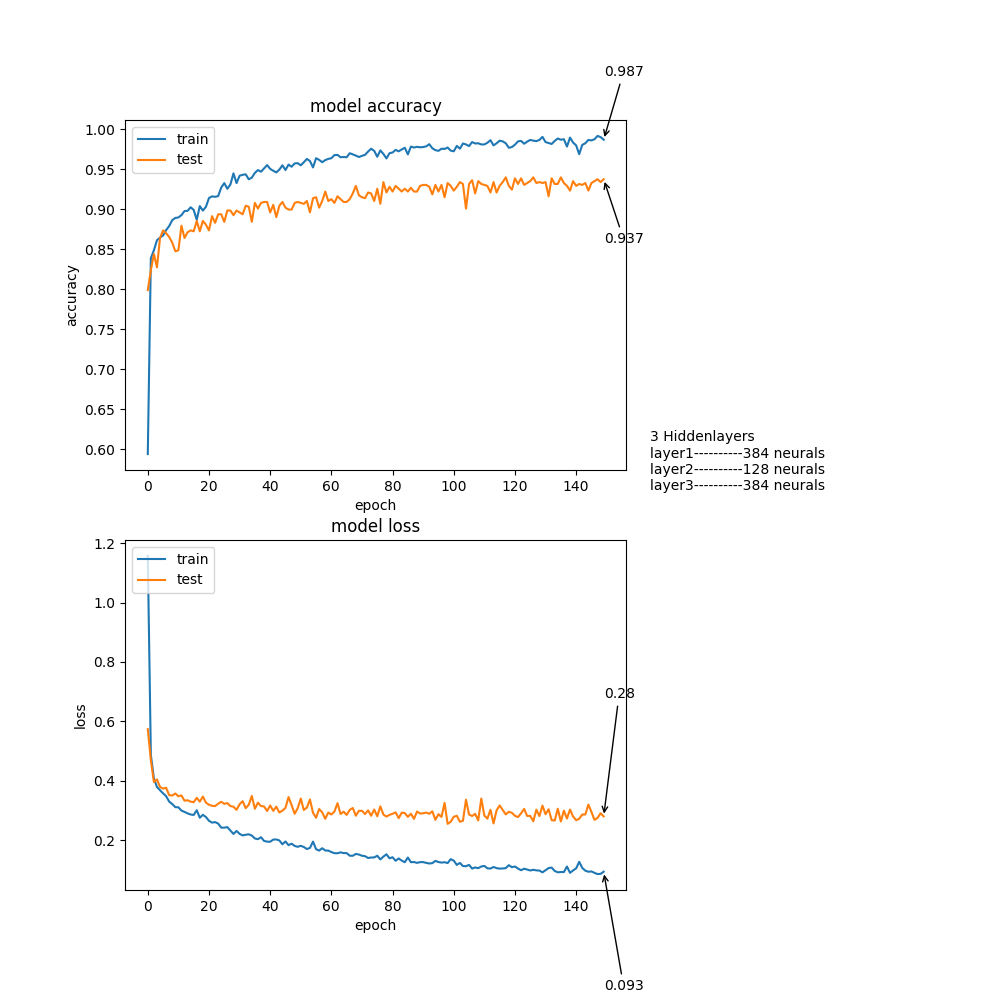 0.987
model accuracy
1.00
0.95
0.90
0.85
0.80
0.75
0.70
0.65
0.60
accuracy
train
test
0.937
0 20 40 60 80 100 120 140
epoch
3 Hiddenlayers
layer1----------384 neurals
layer2----------128 neurals
layer3----------384 neurals
model loss
1.2
1.0
0.8
0.6
0.4
0.2
loss
train
test
0.28
0 20 40 60 80 100 120 140
epoch
0.093